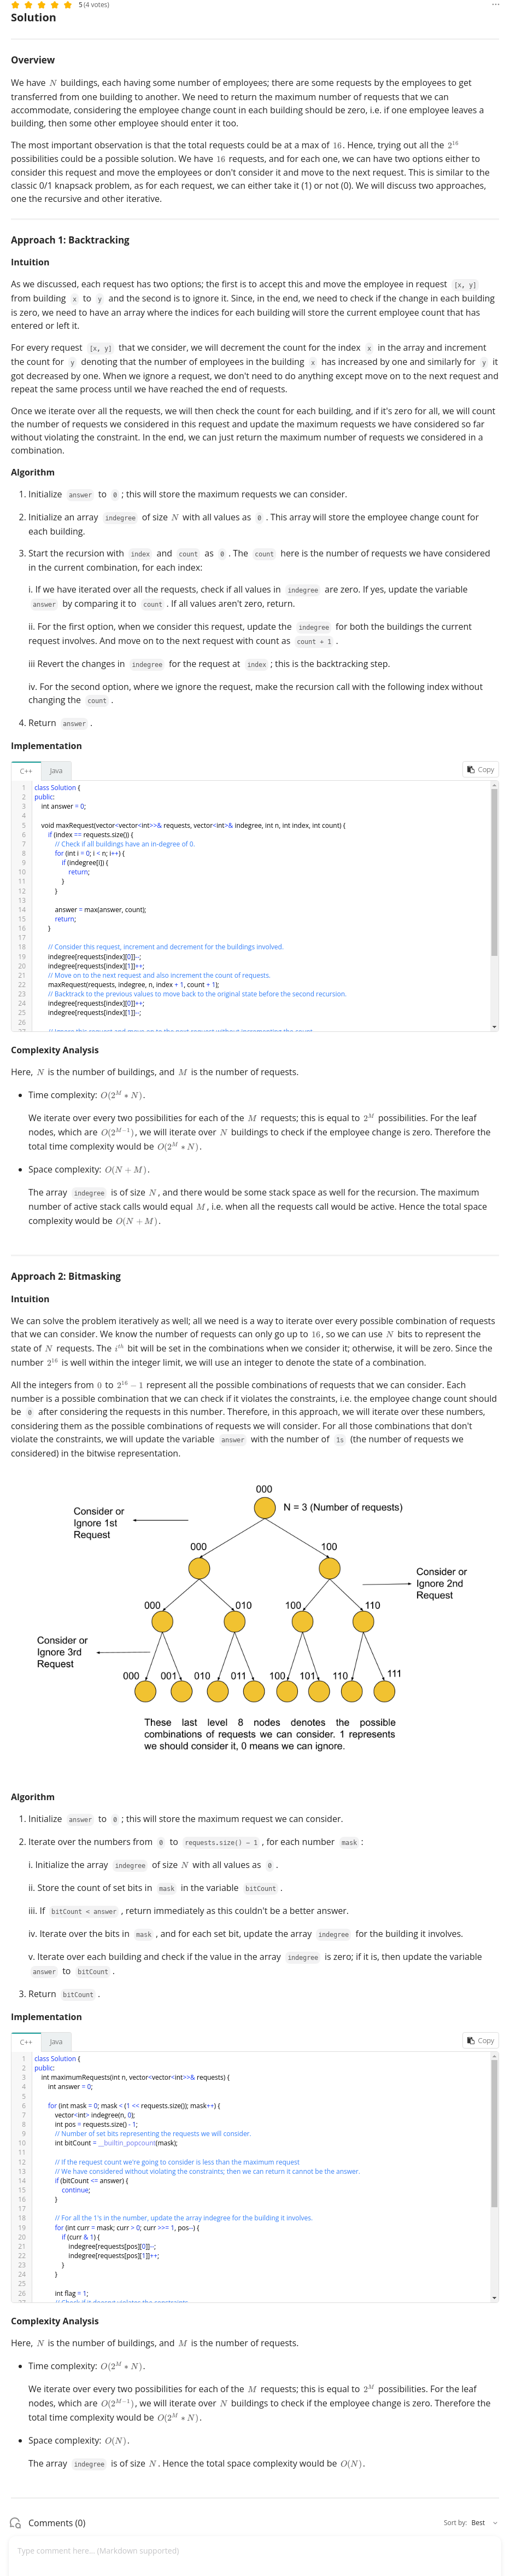 5 (4 votes)
Solution
Overview
We have N buildings, each having some number of employees; there are some requests by the employees to get
transferred from one building to another. We need to return the maximum number of requests that we can
accommodate, considering the employee change count in each building should be zero, i.e. if one employee leaves a
building, then some other employee should enter it too.
The most important observation is that the total requests could be at a max of 16. Hence, trying out all the 2^16
possibilities could be a possible solution. We have 16 requests, and for each one, we can have two options either to
consider this request and move the employees or don't consider it and move to the next request. This is similar to the
classic 0/1 knapsack problem, as for each request, we can either take it (1) or not (0). We will discuss two approaches,
one the recursive and other iterative.
Approach 1: Backtracking
Intuition
As we discussed, each request has two options; the first is to accept this and move the employee in request [x, y]
from building x to y and the second is to ignore it. Since, in the end, we need to check if the change in each building
is zero, we need to have an array where the indices for each building will store the current employee count that has
entered or left it.
For every request [x, y] that we consider, we will decrement the count for the index x in the array and increment
the count for y denoting that the number of employees in the building x has increased by one and similarly for y it
got decreased by one. When we ignore a request, we don't need to do anything except move on to the next request and
repeat the same process until we have reached the end of requests.
Once we iterate over all the requests, we will then check the count for each building, and if it's zero for all, we will count
the number of requests we considered in this request and update the maximum requests we have considered so far
without violating the constraint. In the end, we can just return the maximum number of requests we considered in a
combination.
Algorithm
1. Initialize answer to 0 ; this will store the maximum requests we can consider.
2. Initialize an array indegree of size N with all values as 0 . This array will store the employee change count for
each building.
3. Start the recursion with index and count as 0 . The count here is the number of requests we have considered
in the current combination, for each index:
i. If we have iterated over all the requests, check if all values in indegree are zero. If yes, update the variable
answer by comparing it to count . If all values aren't zero, return.
ii. For the first option, when we consider this request, update the indegree for both the buildings the current
request involves. And move on to the next request with count as count + 1 .
iii Revert the changes in indegree for the request at index ; this is the backtracking step.
iv. For the second option, where we ignore the request, make the recursion call with the following index without
changing the count .
4. Return answer .
Implementation
C++ Java Copy
1 class Solution {
2 public:
3 int answer = 0;
4
5 void maxRequest(vector<vector<int>>& requests, vector<int>& indegree, int n, int index, int count) {
6 if (index == requests.size()) {
7 // Check if all buildings have an in-degree of 0.
8 for (int i = 0; i < n; i++) {
9 if (indegree[i]) {
10 return;
11 }
12 }
13
14 answer = max(answer, count);
15 return;
16 }
17
18 // Consider this request, increment and decrement for the buildings involved.
19 indegree[requests[index][0]]--;
20 indegree[requests[index][1]]++;
21 // Move on to the next request and also increment the count of requests.
22 maxRequest(requests, indegree, n, index + 1, count + 1);
23 // Backtrack to the previous values to move back to the original state before the second recursion.
24 indegree[requests[index][0]]++;
25 indegree[requests[index][1]]--;
26
Complexity Analysis
Here, N is the number of buildings, and M is the number of requests.
• Time complexity: O(2^M * N).
We iterate over every two possibilities for each of the M requests; this is equal to 2^M possibilities. For the leaf
nodes, which are O(2^{M-1}), we will iterate over N buildings to check if the employee change is zero. Therefore the
total time complexity would be O(2^M * N).
• Space complexity: O(N + M).
The array indegree is of size N, and there would be some stack space as well for the recursion. The maximum
number of active stack calls would equal M, i.e. when all the requests call would be active. Hence the total space
complexity would be O(N + M).
Approach 2: Bitmasking
Intuition
We can solve the problem iteratively as well; all we need is a way to iterate over every possible combination of requests
that we can consider. We know the number of requests can only go up to 16, so we can use N bits to represent the
state of N requests. The i^th bit will be set in the combinations when we consider it; otherwise, it will be zero. Since the
number 2^16 is well within the integer limit, we will use an integer to denote the state of a combination.
All the integers from 0 to 2^16 − 1 represent all the possible combinations of requests that we can consider. Each
number is a possible combination that we can check if it violates the constraints, i.e. the employee change count should
be 0 after considering the requests in this number. Therefore, in this approach, we will iterate over these numbers,
considering them as the possible combinations of requests we will consider. For all those combinations that don't
violate the constraints, we will update the variable answer with the number of 1s (the number of requests we
considered) in the bitwise representation.
000
N = 3 (Number of requests)
Consider or
Ignore 1st
Request
000 100
Consider or
Ignore 2nd
Request
000 010 100 110
Consider or
Ignore 3rd
Request
000 001 010 011 100 101 110 111
These last level 8 nodes denotes the possible
combinations of requests we can consider. 1 represents
we should consider it, 0 means we can ignore.
Algorithm
1. Initialize answer to 0 ; this will store the maximum request we can consider.
2. Iterate over the numbers from 0 to requests.size() − 1 , for each number mask :
i. Initialize the array indegree of size N with all values as 0 .
ii. Store the count of set bits in mask in the variable bitCount .
iii. If bitCount < answer , return immediately as this couldn't be a better answer.
iv. Iterate over the bits in mask , and for each set bit, update the array indegree for the building it involves.
v. Iterate over each building and check if the value in the array indegree is zero; if it is, then update the variable
answer to bitCount .
3. Return bitCount .
Implementation
C++ Java Copy
1 class Solution {
2 public:
3 int maximumRequests(int n, vector<vector<int>>& requests) {
4 int answer = 0;
5
6 for (int mask = 0; mask < (1 << requests.size()); mask++) {
7 vector<int> indegree(n, 0);
8 int pos = requests.size() - 1;
9 // Number of set bits representing the requests we will consider.
10 int bitCount = __builtin_popcount(mask);
11
12 // If the request count we're going to consider is less than the maximum request
13 // We have considered without violating the constraints; then we can return it cannot be the answer.
14 if (bitCount <= answer) {
15 continue;
16 }
17
18 // For all the 1's in the number, update the array indegree for the building it involves.
19 for (int curr = mask; curr > 0; curr >>= 1, pos--) {
20 if (curr & 1) {
21 indegree[requests[pos][0]]--;
22 indegree[requests[pos][1]]++;
23 }
24 }
25
26 int flag = 1;
Complexity Analysis
Here, N is the number of buildings, and M is the number of requests.
• Time complexity: O(2^M * N).
We iterate over every two possibilities for each of the M requests; this is equal to 2^M possibilities. For the leaf
nodes, which are O(2^{M-1}), we will iterate over N buildings to check if the employee change is zero. Therefore the
total time complexity would be O(2^M * N).
• Space complexity: O(N).
The array indegree is of size N . Hence the total space complexity would be O(N).
Comments (0)
Sort by: Best
Type comment here... (Markdown supported)